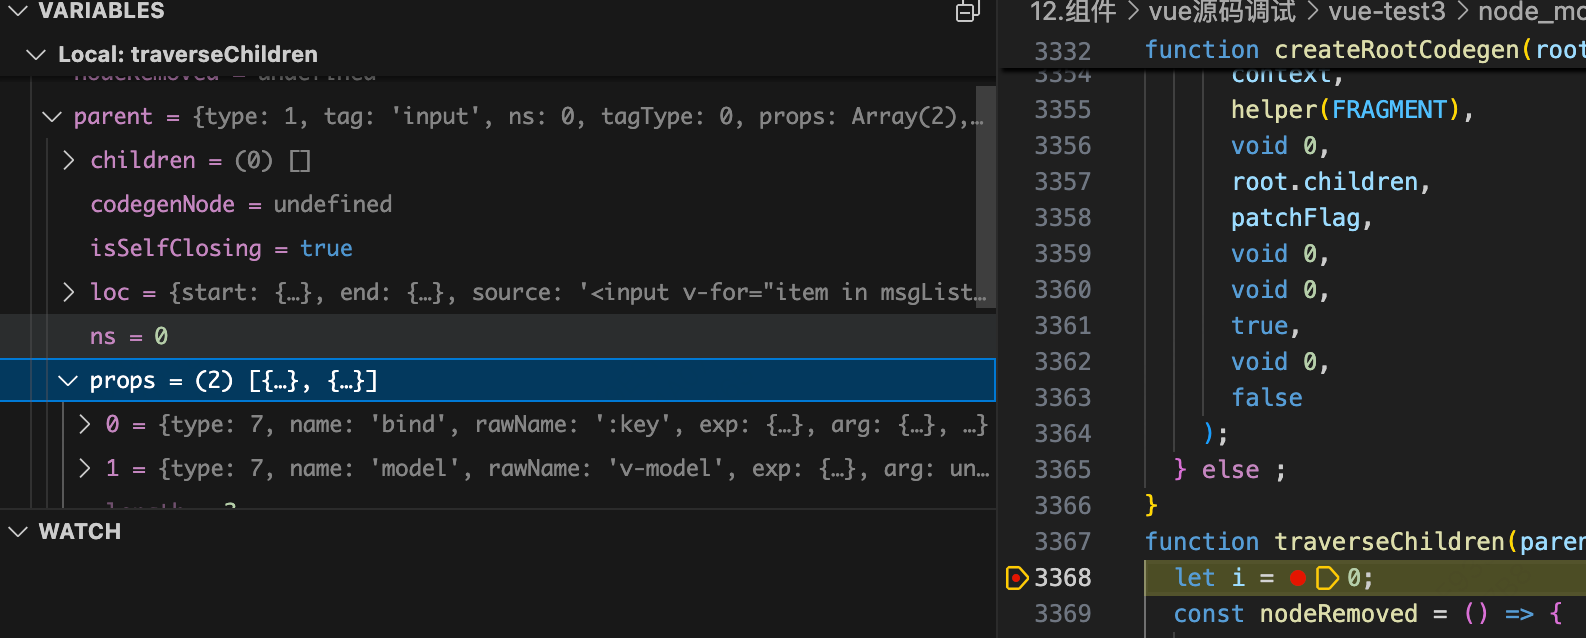 VARIABLES
Local: traverseChildren
nodeRemoved = undefined
parent = {type: 1, tag: 'input', ns: 0, tagType: 0, props: Array(2),…
children = (0) []
codegenNode = undefined
isSelfClosing = true
loc = {start: {…}, end: {…}, source: '<input v-for="item in msgList…
ns = 0
props = (2) [{…}, {…}]
0 = {type: 7, name: 'bind', rawName: ':key', exp: {…}, arg: {…}, …}
1 = {type: 7, name: 'model', rawName: 'v-model', exp: {…}, arg: un…
WATCH
12.组件 > vue源码调试 > vue-test3 > node_mo
3332 function createRootCodegen(root
3354 context,
3355 helper(FRAGMENT),
3356 void 0,
3357 root.children,
3358 patchFlag,
3359 void 0,
3360 void 0,
3361 true,
3362 void 0,
3363 false
3364 );
3365 } else ;
3366 }
3367 function traverseChildren(paren
3368 let i = 0;
3369 const nodeRemoved = () => {